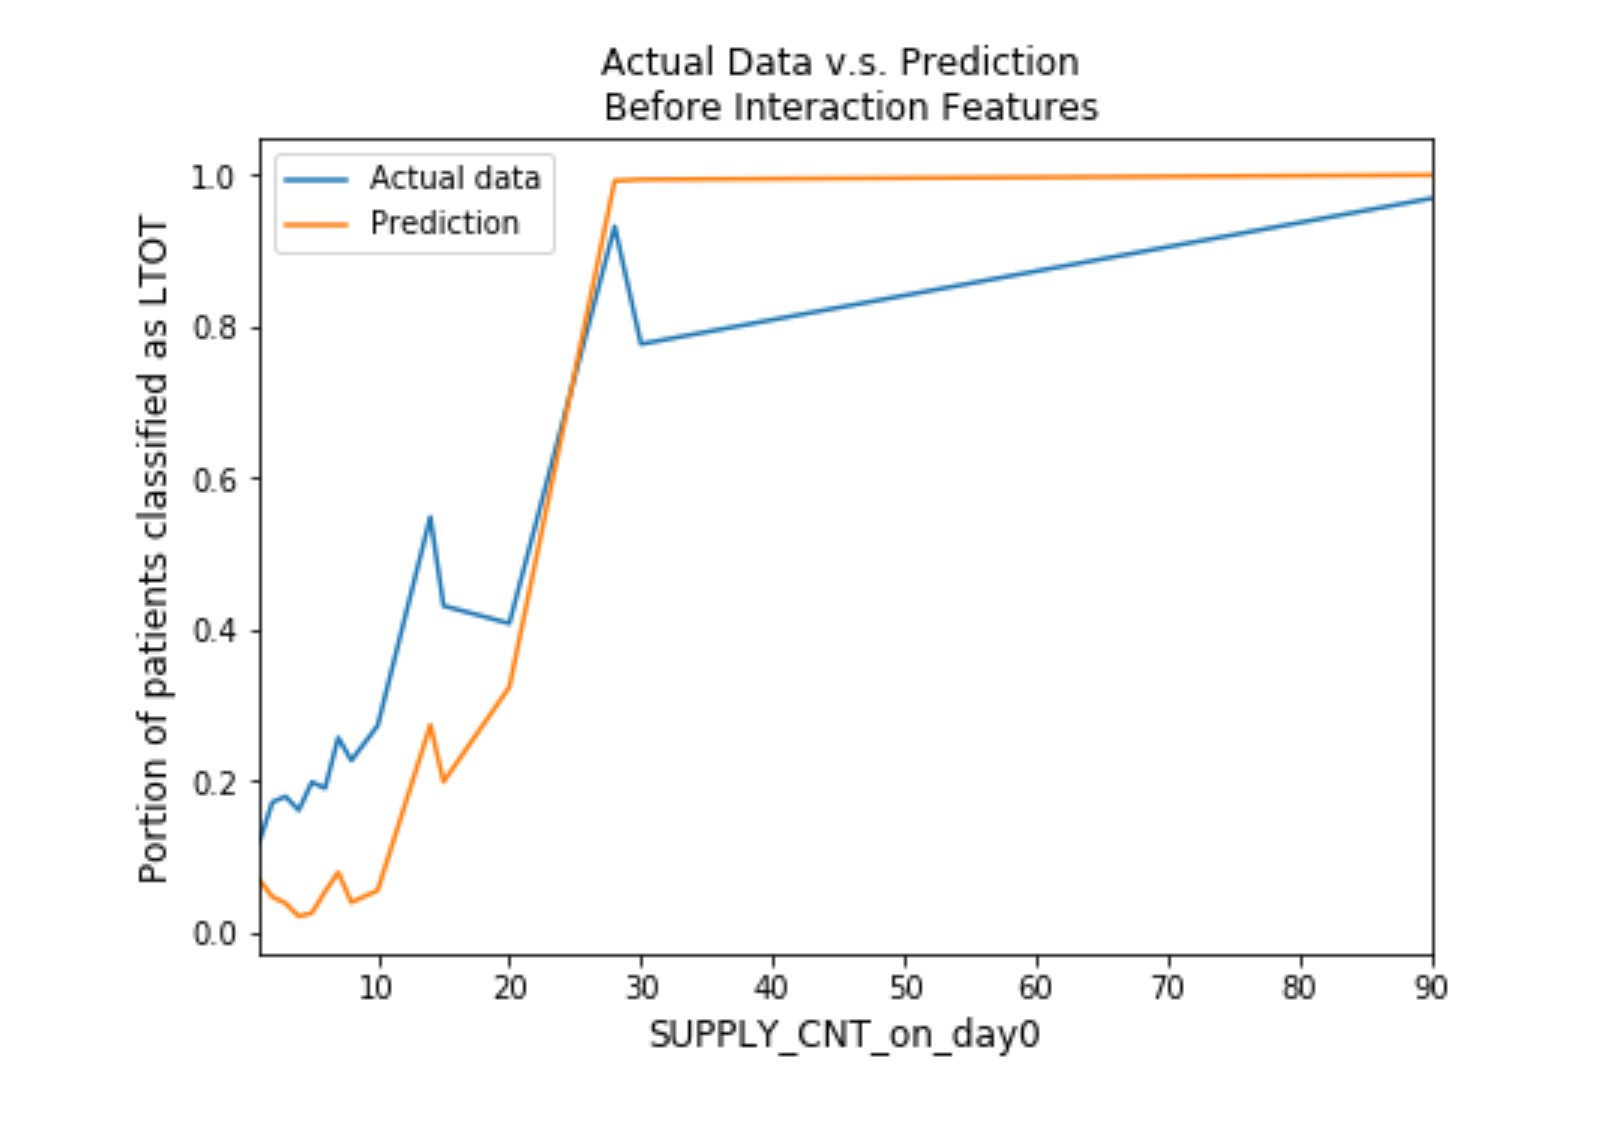 Actual Data v.s. Prediction
Before Interaction Features
Actual data
Prediction
Portion of patients classified as LTOT
1.0
0.8
0.6
0.4
0.2
0.0
10 20 30 40 50 60 70 80 90
SUPPLY_CNT_on_day0